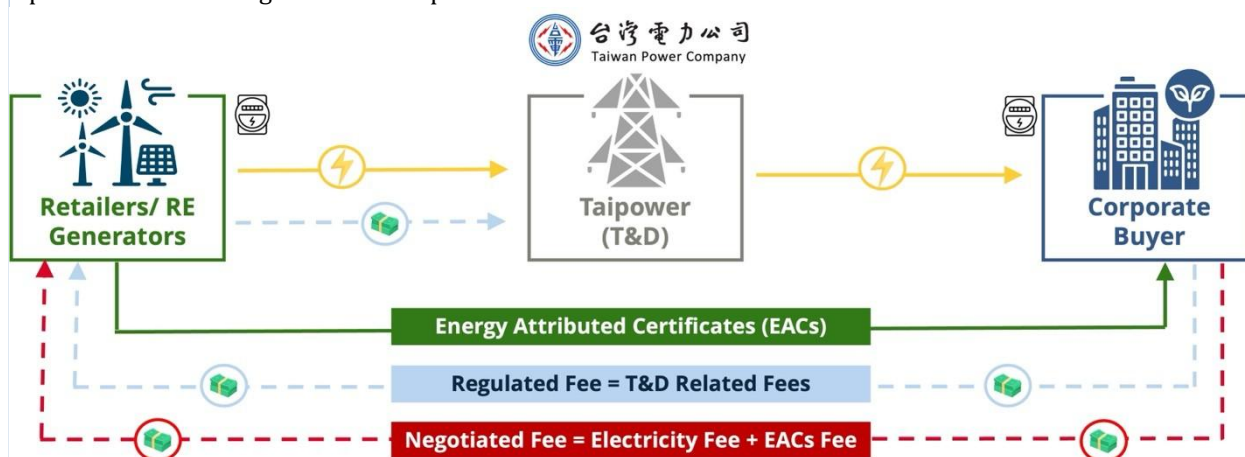 台灣電力公司
Taiwan Power Company
Retailers/ RE
Generators
Taipower
(T&D)
Corporate
Buyer
Energy Attributed Certificates (EACs)
Regulated Fee = T&D Related Fees
Negotiated Fee = Electricity Fee + EACs Fee